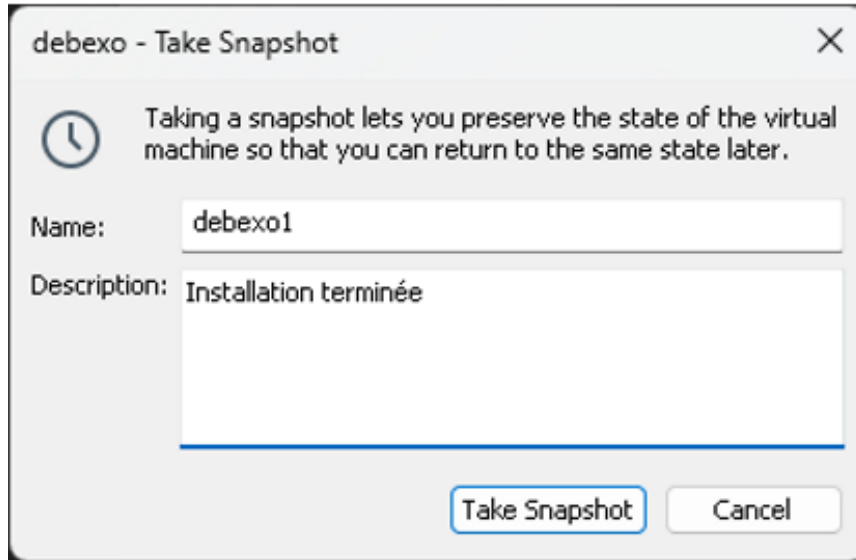 debexo - Take Snapshot
Taking a snapshot lets you preserve the state of the virtual
machine so that you can return to the same state later.
Name: debexo1
Description: Installation terminée
Take Snapshot Cancel